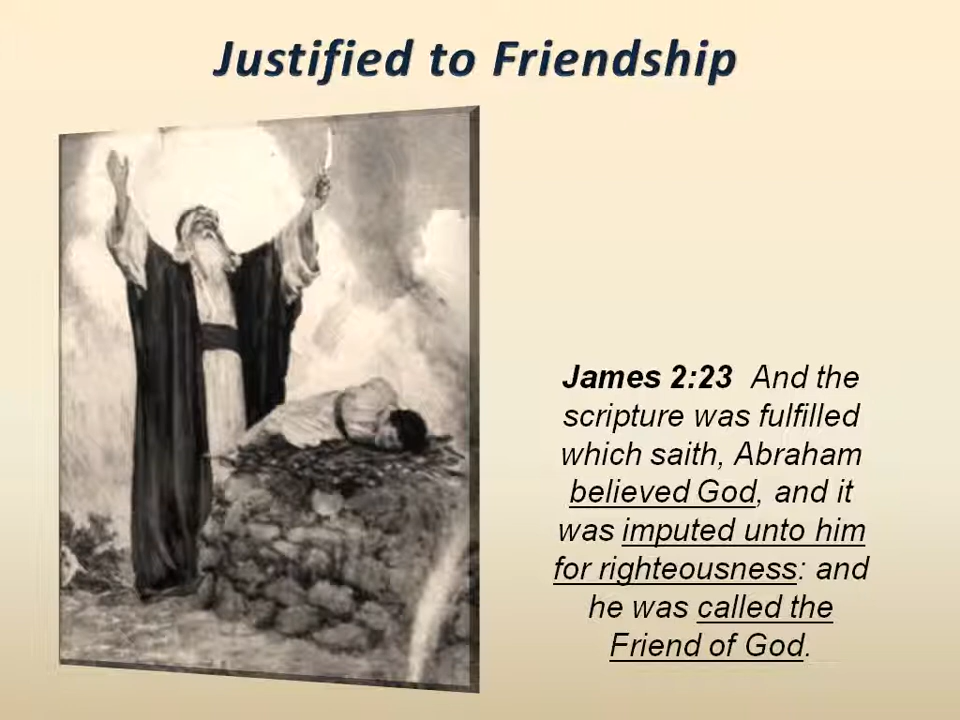 Justified to Friendship
James 2:23 And the
scripture was fulfilled
which saith, Abraham
believed God, and it
was imputed unto him
for righteousness: and
he was called the
Friend of God.